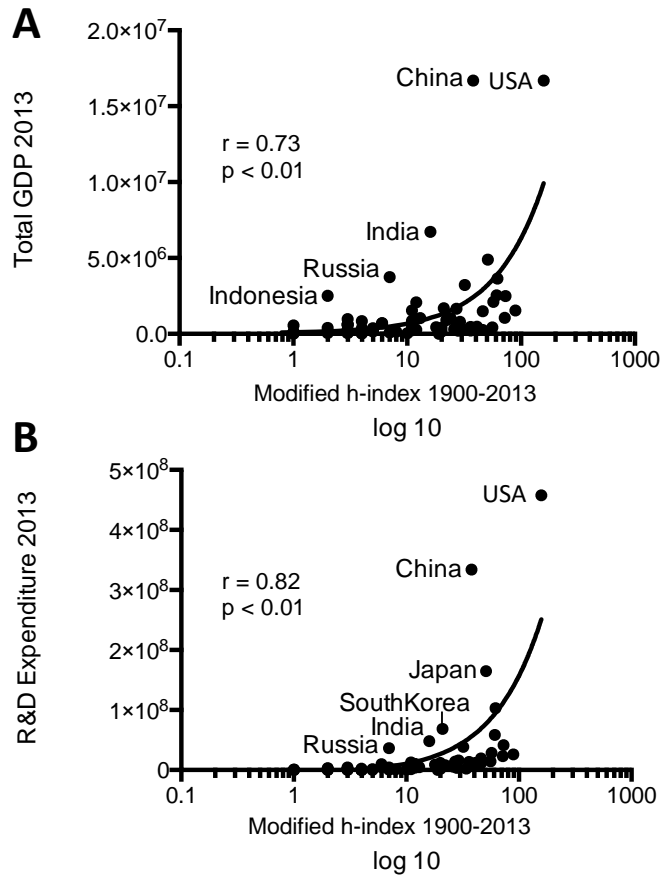 A
Total GDP 2013
2.0×10⁷
1.5×10⁷
1.0×10⁷
5.0×10⁶
0.0
China
USA
r = 0.73
p < 0.01
India
Russia
Indonesia
0.1
1
10
100
1000
Modified h-index 1900-2013
log 10
B
R&D Expenditure 2013
5×10⁸
4×10⁸
3×10⁸
2×10⁸
1×10⁸
0
USA
China
r = 0.82
p < 0.01
Japan
SouthKorea
India
Russia
0.1
1
10
100
1000
Modified h-index 1900-2013
log 10